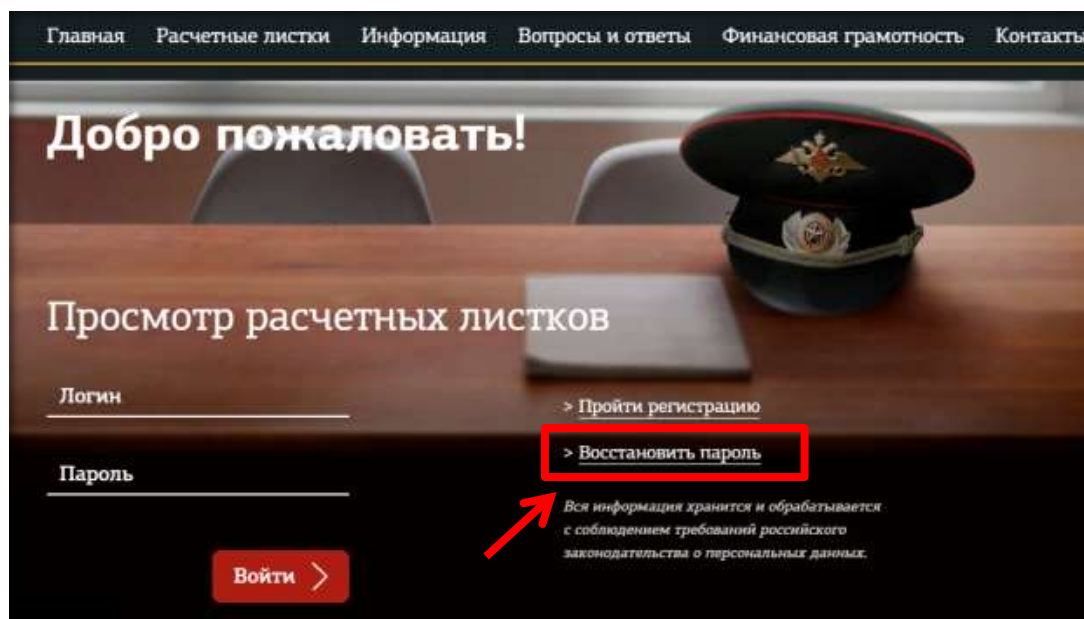 Главная Расчетные листки Информация Вопросы и ответы Финансовая грамотность Контакты
Добро пожаловать!
Просмотр расчетных листков
Логин
> Пройти регистрацию
> Восстановить пароль
Пароль
Вся информация хранится и обрабатывается
с соблюдением требований российского
законодательства о персональных данных.
Войти >